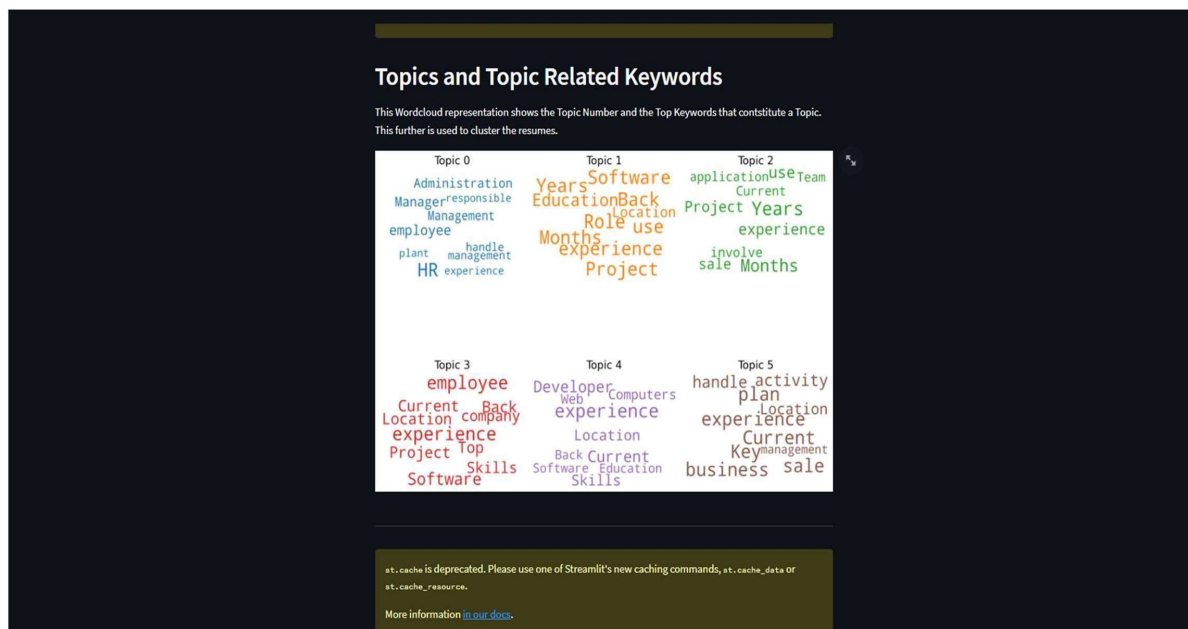 Topics and Topic Related Keywords
This Wordcloud representation shows the Topic Number and the Top Keywords that contstitute a Topic.
This further is used to cluster the resumes.
Topic 0
Administration
Manager responsible
Management
employee
plant handle
management
HR experience
Topic 1
Years Software
Education Back
Location
Role use
Months
experience
Project
Topic 2
application use Team
Current
Project Years
experience
involve
sale Months
Topic 3
employee
Current Back
Location company
experience
Project Top
Skills
Software
Topic 4
Developer
Web Computers
experience
Location
Back Current
Software Education
Skills
Topic 5
handle activity
plan
Location
experience
Current
Key management
business sale
st.cache is deprecated. Please use one of Streamlit's new caching commands, st.cache_data or
st.cache_resource.
More information in our docs.